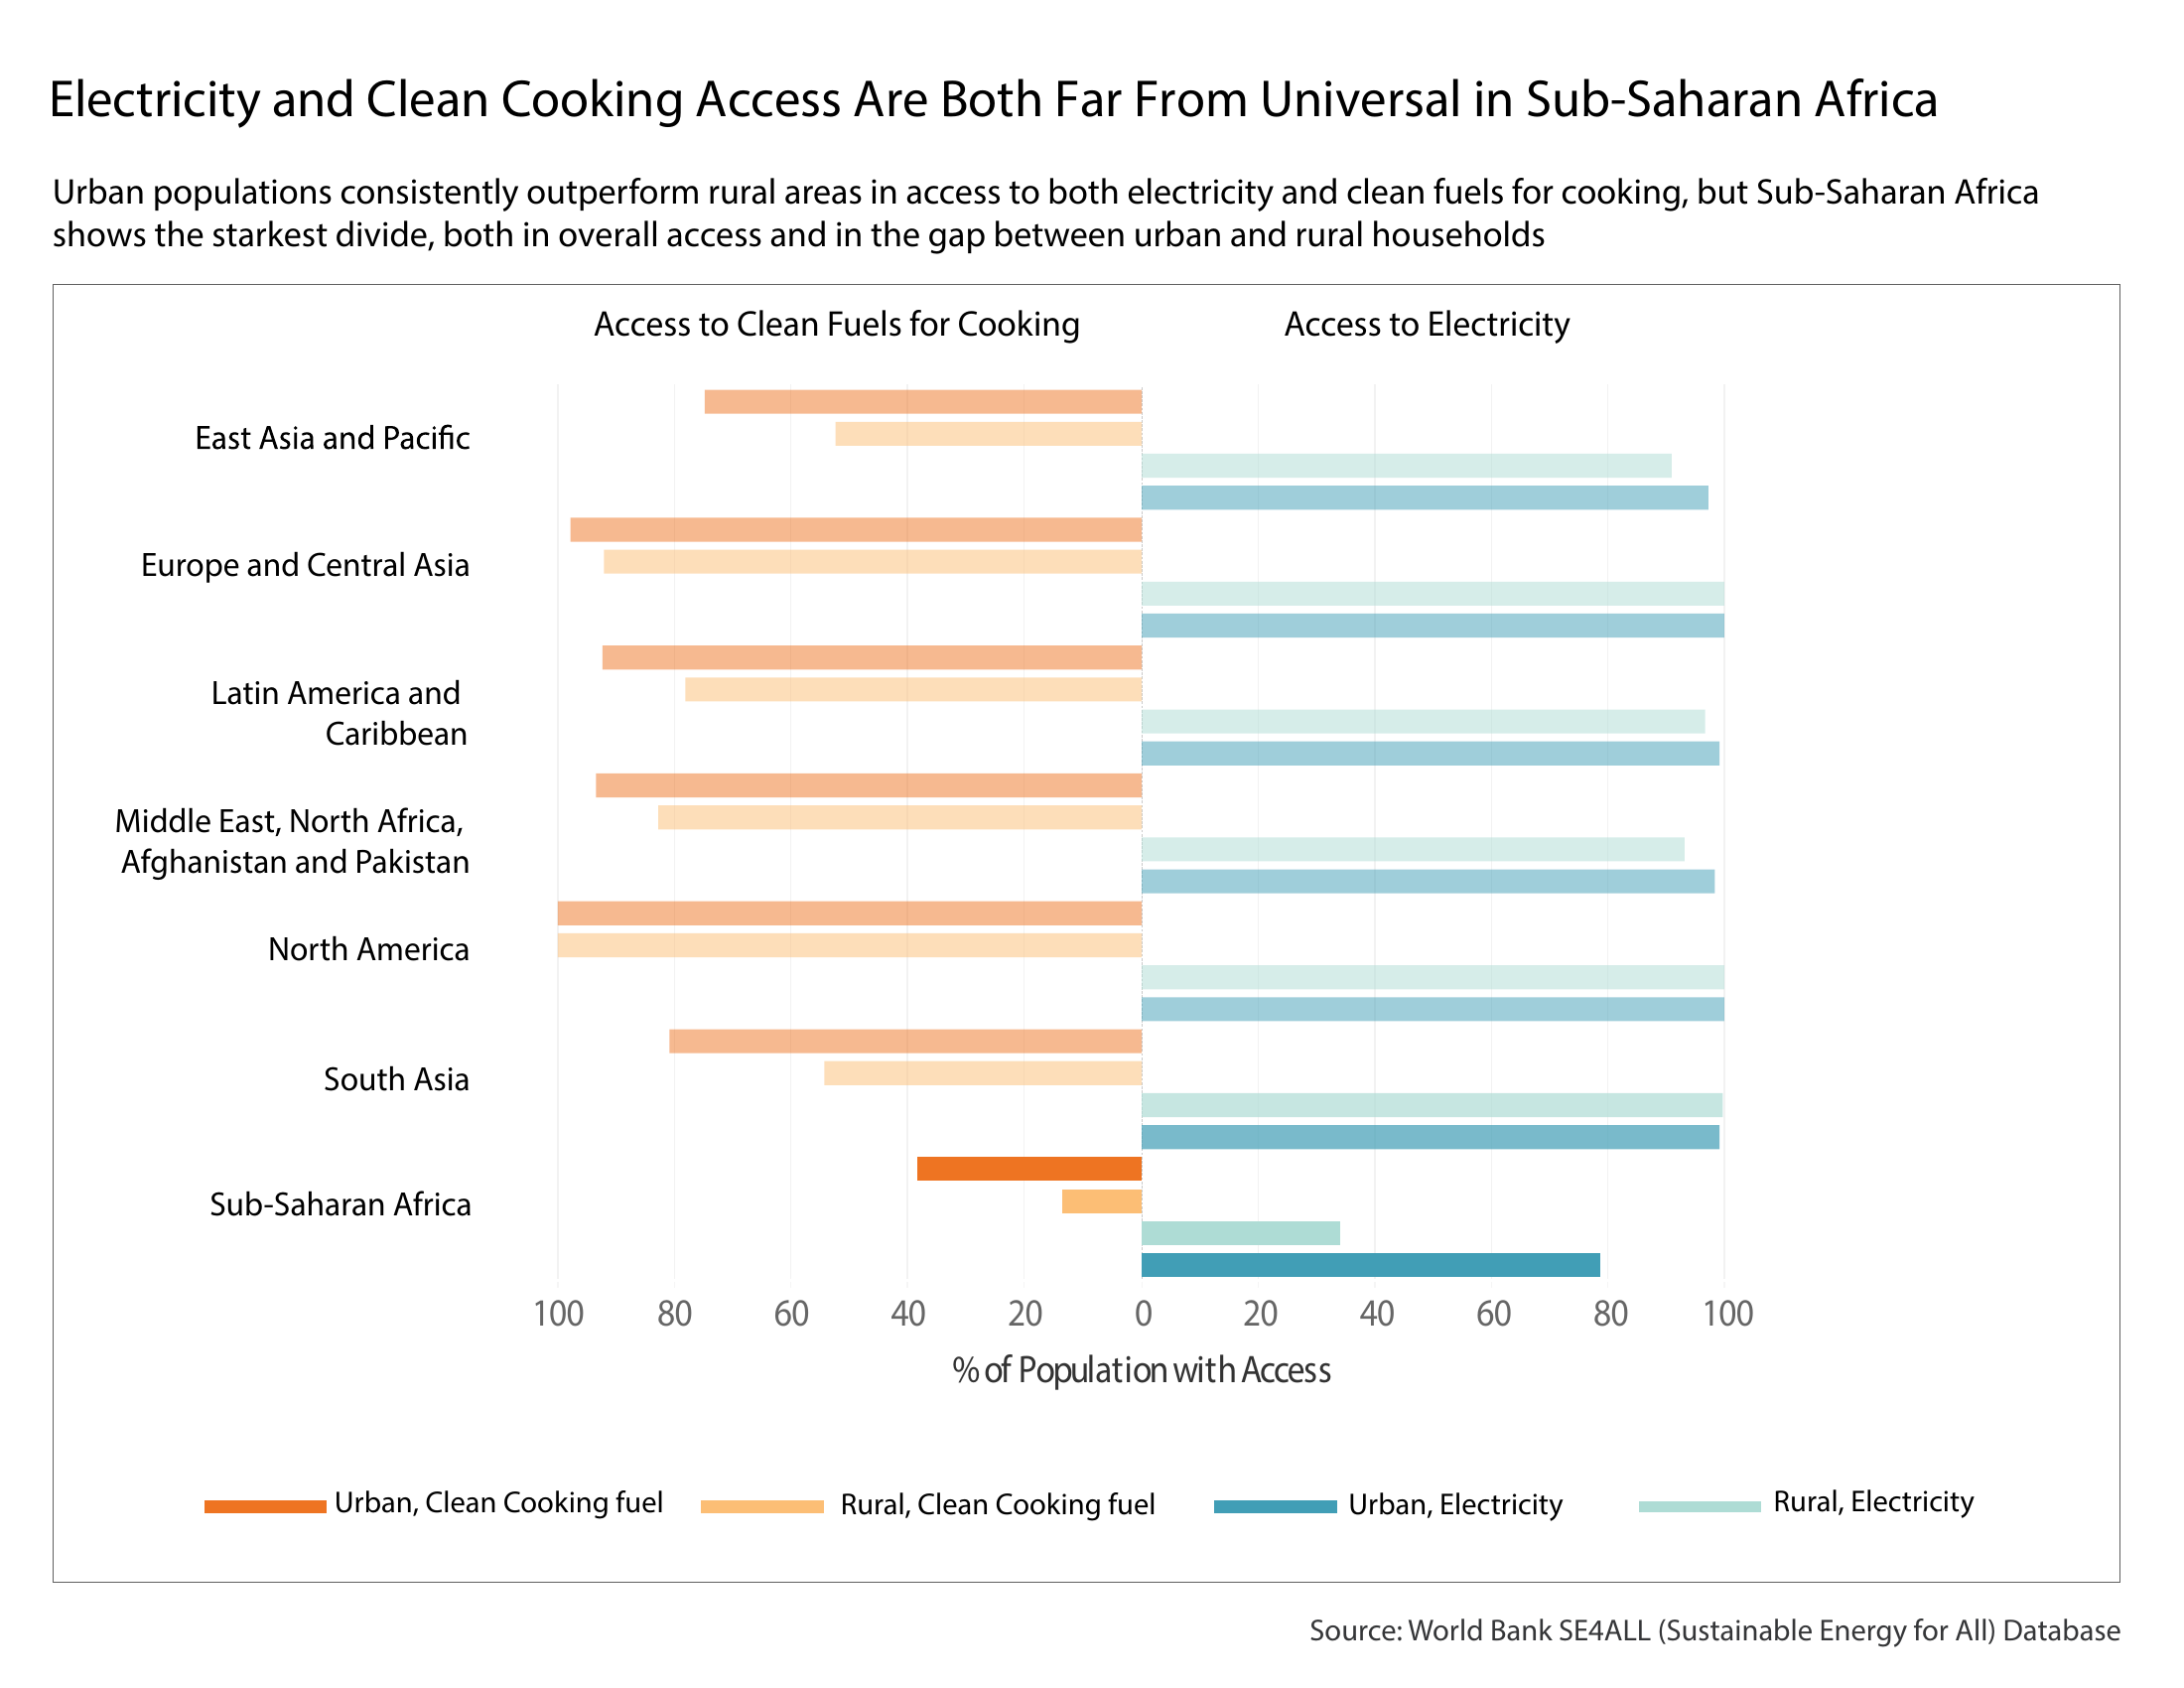 Electricity and Clean Cooking Access Are Both Far From Universal in Sub-Saharan Africa
Urban populations consistently outperform rural areas in access to both electricity and clean fuels for cooking, but Sub-Saharan Africa
shows the starkest divide, both in overall access and in the gap between urban and rural households
Access to Clean Fuels for Cooking
Access to Electricity
East Asia and Pacific
Europe and Central Asia
Latin America and
Caribbean
Middle East, North Africa,
Afghanistan and Pakistan
North America
South Asia
Sub-Saharan Africa
100 80 60 40 20 0 20 40 60 80 100
% of Population with Access
Urban, Clean Cooking fuel
Rural, Clean Cooking fuel
Urban, Electricity
Rural, Electricity
Source: World Bank SE4ALL (Sustainable Energy for All) Database